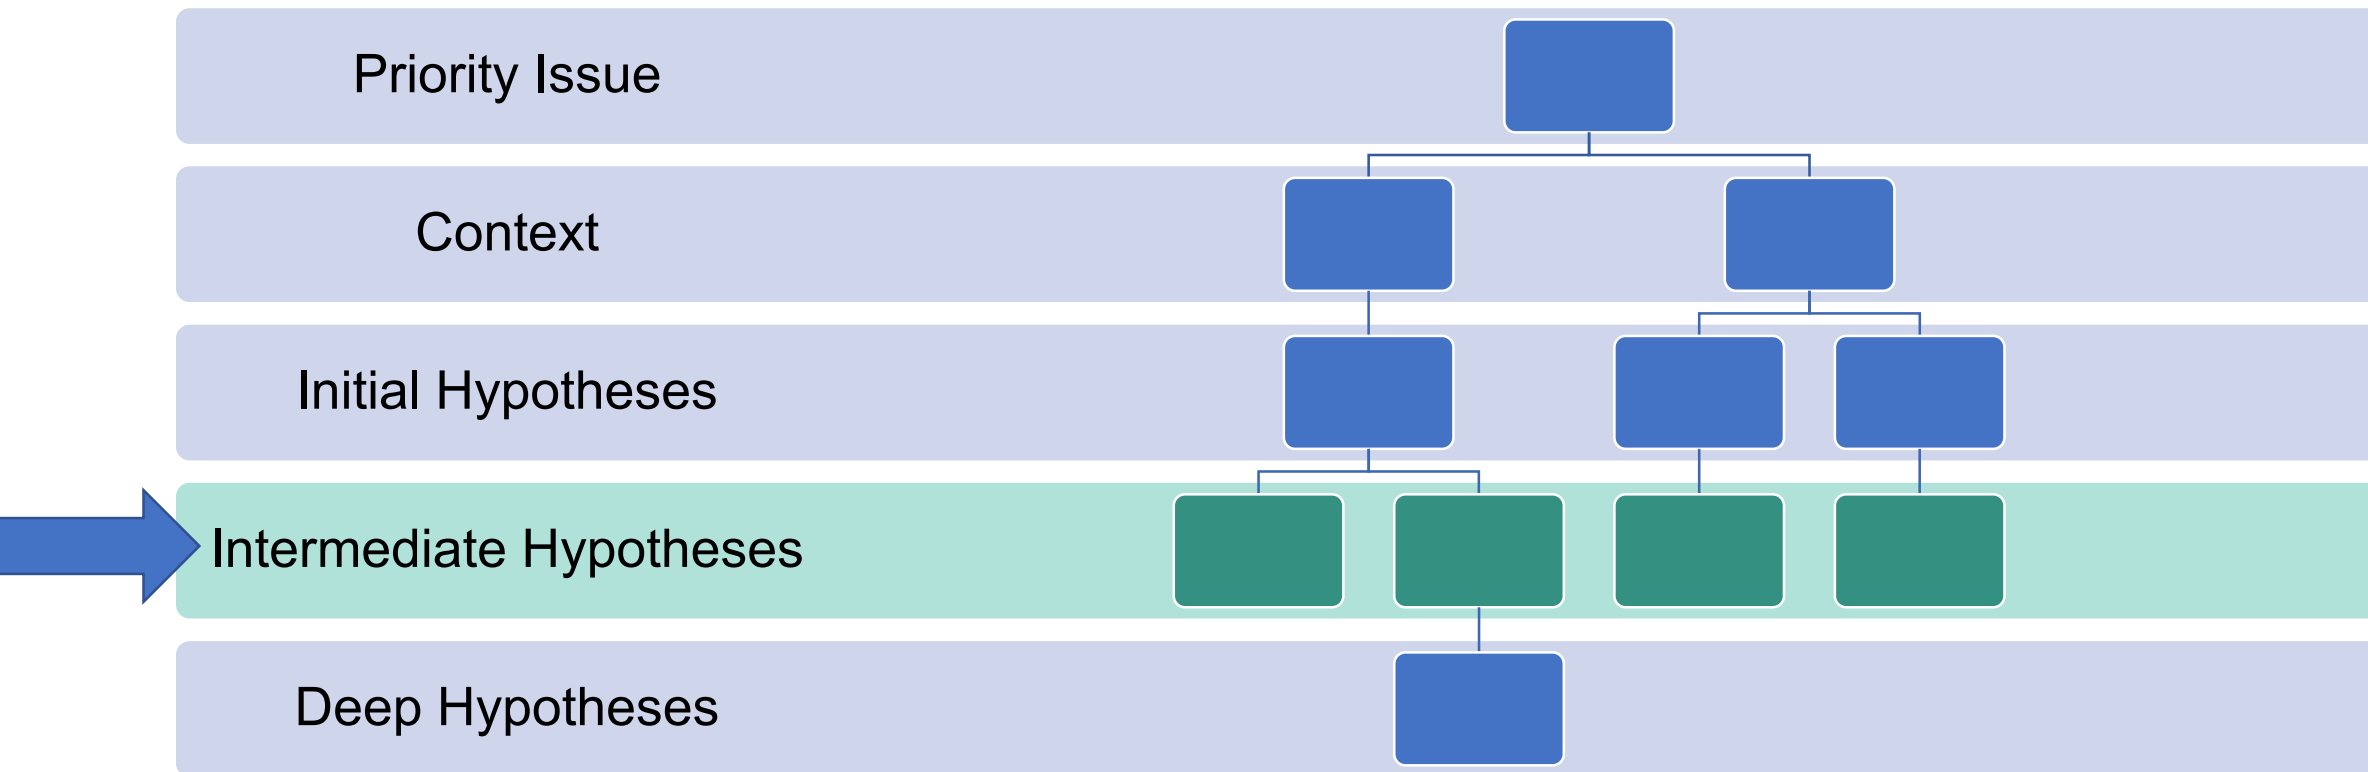 Priority Issue
Context
Initial Hypotheses
Intermediate Hypotheses
Deep Hypotheses